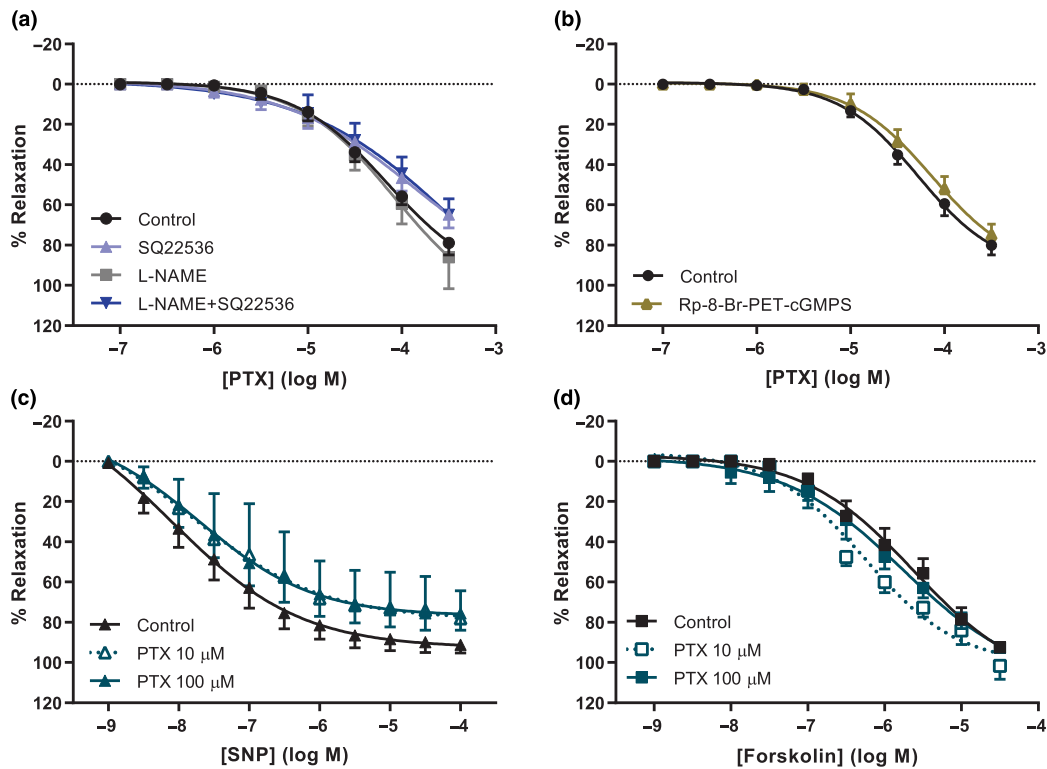 (a)
−20
0
20
40
60
80
100
120
% Relaxation
Control
SQ22536
L-NAME
L-NAME+SQ22536
−7 −6 −5 −4 −3
[PTX] (log M)
(b)
−20
0
20
40
60
80
100
120
% Relaxation
Control
Rp-8-Br-PET-cGMPS
−7 −6 −5 −4 −3
[PTX] (log M)
(c)
−20
0
20
40
60
80
100
120
% Relaxation
Control
PTX 10 μM
PTX 100 μM
−9 −8 −7 −6 −5 −4
[SNP] (log M)
(d)
−20
0
20
40
60
80
100
120
% Relaxation
Control
PTX 10 μM
PTX 100 μM
−9 −8 −7 −6 −5 −4
[Forskolin] (log M)